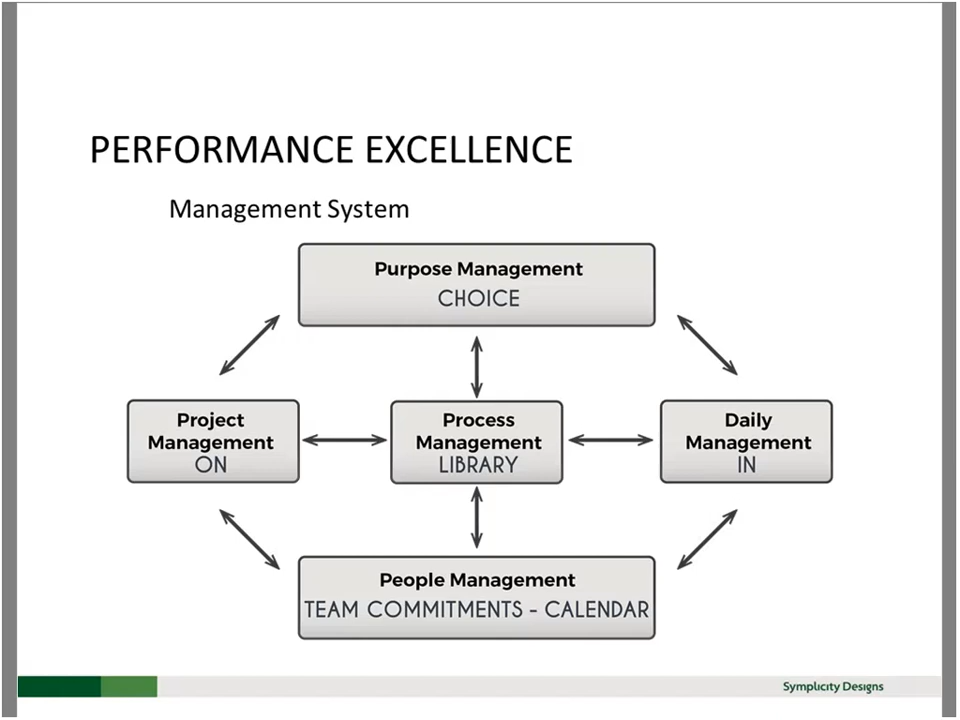 PERFORMANCE EXCELLENCE
Management System
Purpose Management
CHOICE
Project
Management
ON
Process
Management
LIBRARY
Daily
Management
IN
People Management
TEAM COMMITMENTS - CALENDAR
Symplicity Designs